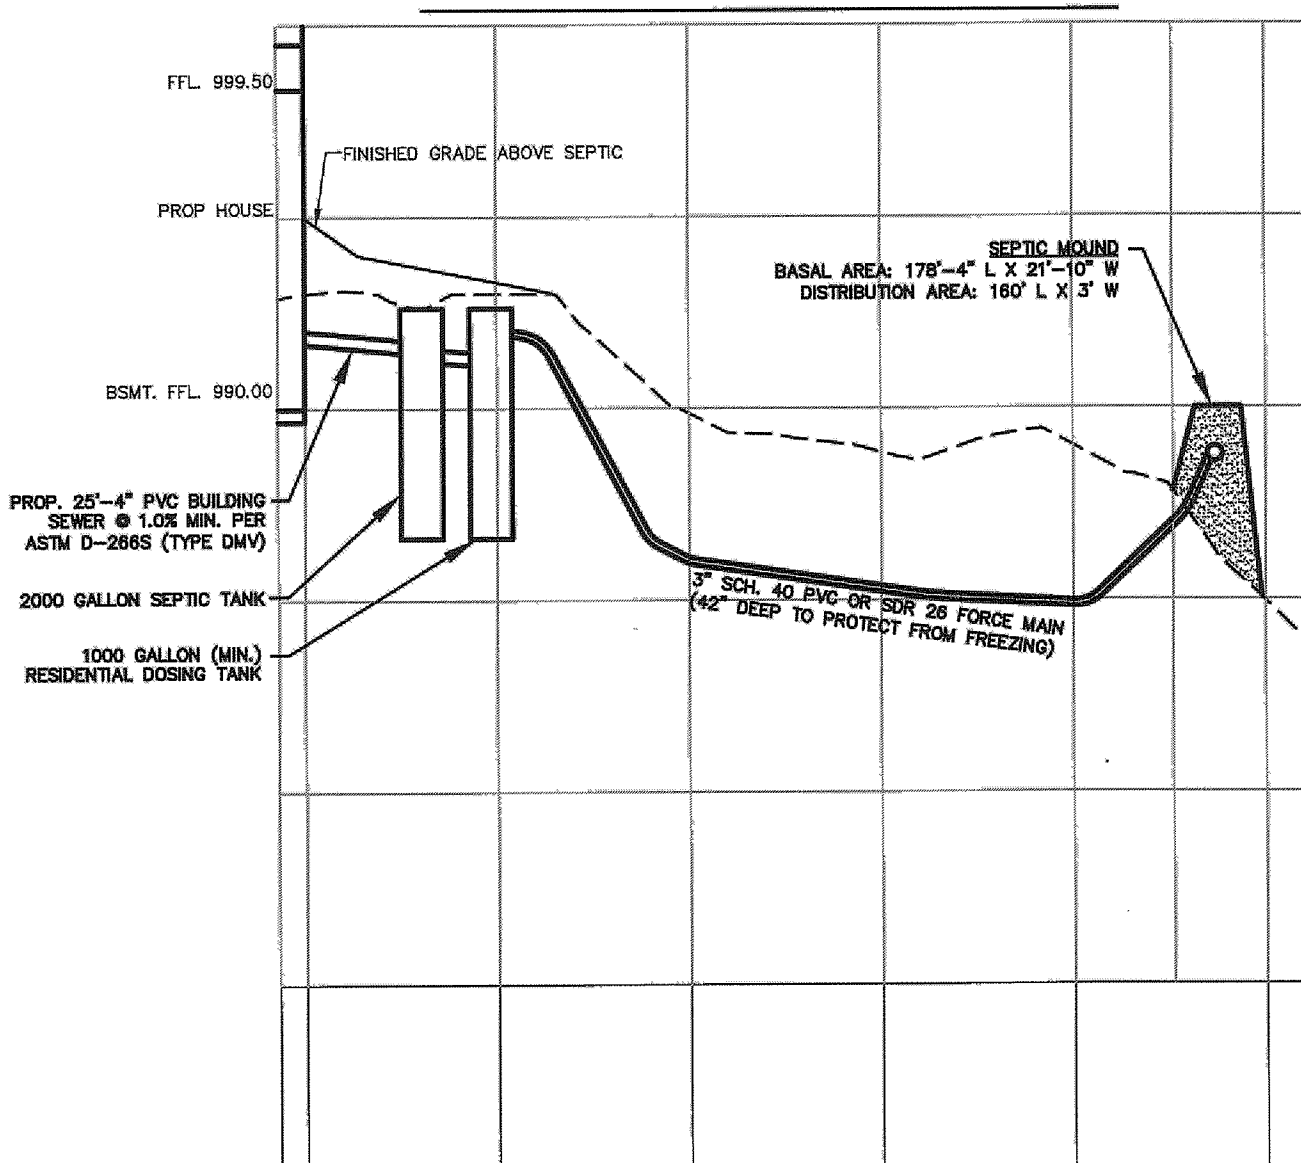 FFL. 999.50
FINISHED GRADE ABOVE SEPTIC
PROP HOUSE
SEPTIC MOUND
BASAL AREA: 178'-4" L X 21'-10" W
DISTRIBUTION AREA: 160' L X 3' W
BSMT. FFL. 990.00
PROP. 25'-4" PVC BUILDING
SEWER @ 1.0% MIN. PER
ASTM D-266S (TYPE DMV)
2000 GALLON SEPTIC TANK
3" SCH. 40 PVC OR SDR 26 FORCE MAIN
(42" DEEP TO PROTECT FROM FREEZING)
1000 GALLON (MIN.)
RESIDENTIAL DOSING TANK